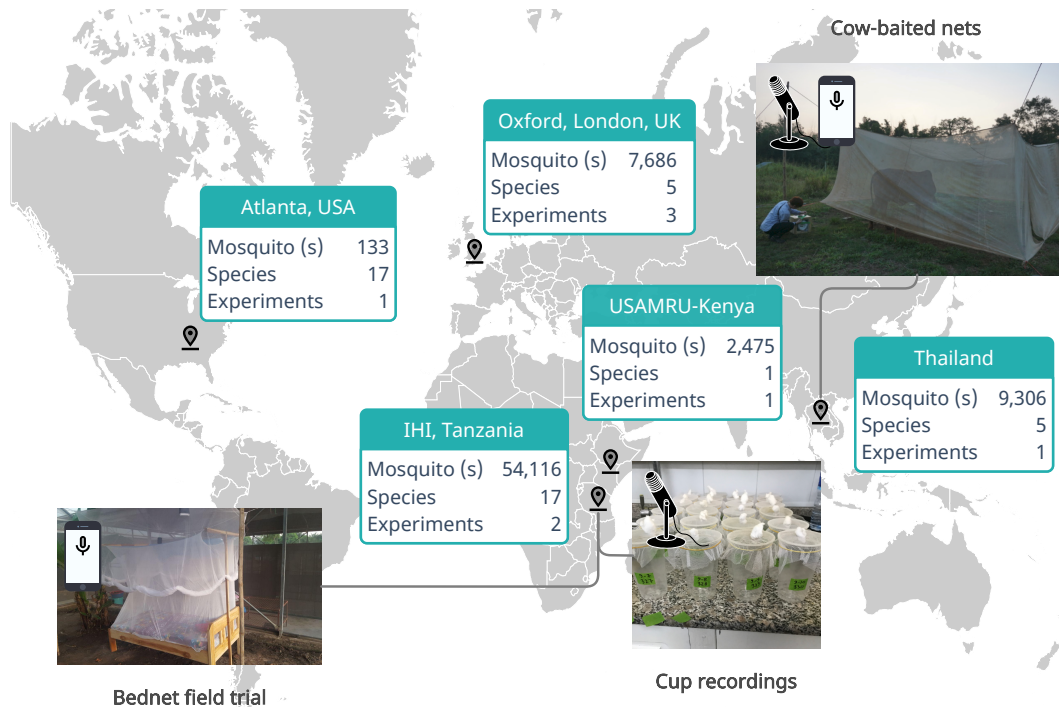 Cow-baited nets
Oxford, London, UK
Mosquito (s) 7,686
Species 5
Experiments 3
Atlanta, USA
Mosquito (s) 133
Species 17
Experiments 1
USAMRU-Kenya
Mosquito (s) 2,475
Species 1
Experiments 1
Thailand
Mosquito (s) 9,306
Species 5
Experiments 1
IHI, Tanzania
Mosquito (s) 54,116
Species 17
Experiments 2
Cup recordings
Bednet field trial